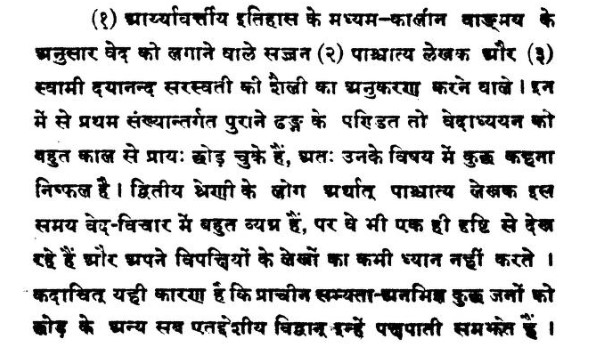 (१) आर्य्यावर्त्तीय इतिहास के मध्यम-कालीन वाङ्मय के
अनुसार वेद को लगाने वाले सज्जन (२) पाश्चात्य लेखक और (३)
स्वामी दयानन्द सरस्वती की शैली का अनुकरण करने वाले । इन
में से प्रथम संख्यान्तर्गत पुराने ढङ्ग के पण्डित तो वेदाध्ययन को
बहुत काल से प्रायः छोड़ चुके हैं, अतः उनके विषय में कुछ कहना
निष्फल है । द्वितीय श्रेणी के लोग अर्थात् पाश्चात्य लेखक इस
समय वेद-विचार में बहुत व्यग्र हैं, पर वे भी एक ही दृष्टि से देख
रहे हैं और अपने विपक्षियों के लेखों का कभी ध्यान नहीं करते ।
कदाचित् यही कारण है कि प्राचीन सभ्यता-अनभिज्ञ कुछ जनों को
छोड़ के अन्य सब एतद्देशीय विद्वान् इन्हें पक्षपाती समझते हैं ।